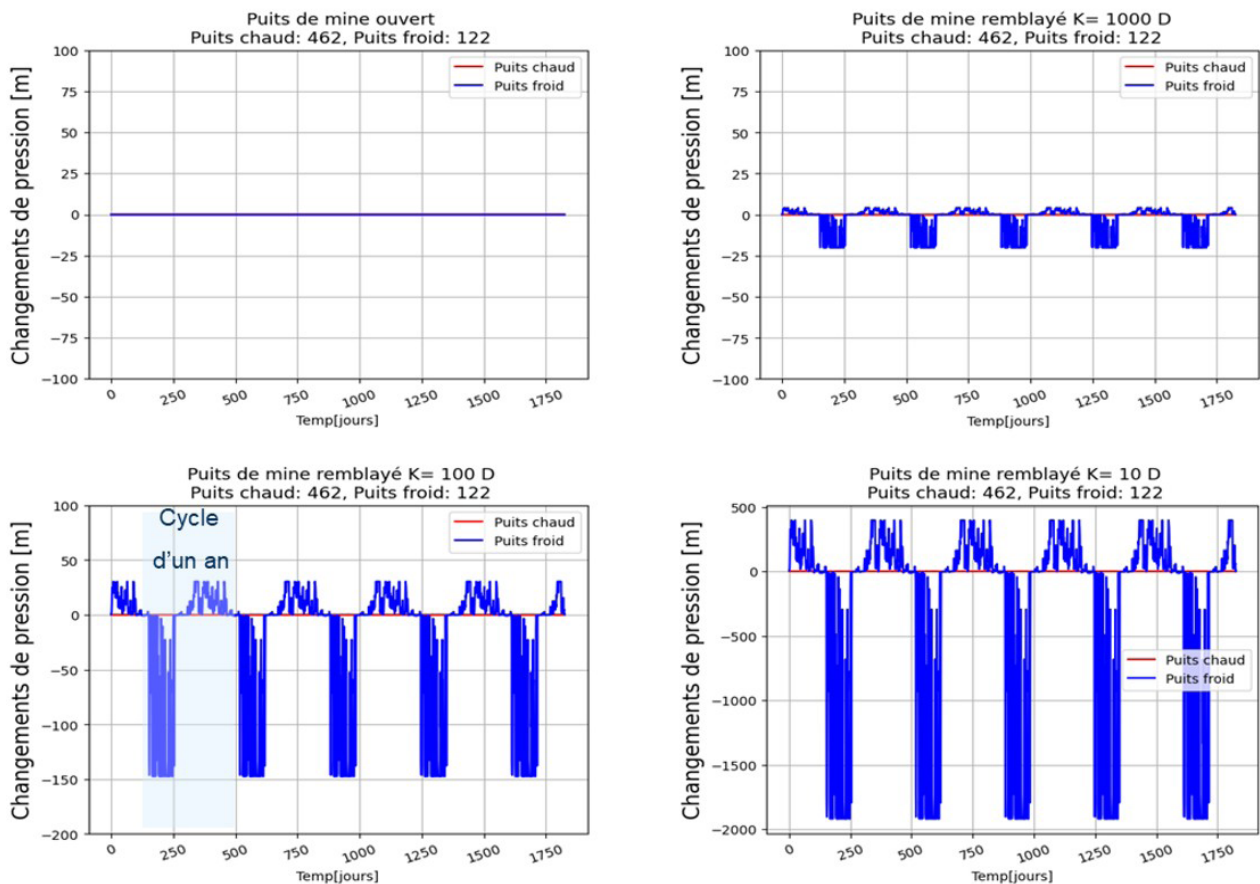 Puits de mine ouvert
Puits chaud: 462, Puits froid: 122
Changements de pression [m]
100
75
50
25
0
−25
−50
−75
−100
Puits chaud
Puits froid
0
250
500
750
1000
1250
1500
1750
Temp[jours]
Puits de mine remblayé K= 1000 D
Puits chaud: 462, Puits froid: 122
Changements de pression [m]
100
75
50
25
0
−25
−50
−75
−100
Puits chaud
Puits froid
0
250
500
750
1000
1250
1500
1750
Temp[jours]
Puits de mine remblayé K= 100 D
Puits chaud: 462, Puits froid: 122
Changements de pression [m]
100
50
0
−50
−100
−150
−200
Cycle
d'un an
Puits chaud
Puits froid
0
250
500
750
1000
1250
1500
1750
Temp[jours]
Puits de mine remblayé K= 10 D
Puits chaud: 462, Puits froid: 122
Changements de pression [m]
500
0
−500
−1000
−1500
−2000
Puits chaud
Puits froid
0
250
500
750
1000
1250
1500
1750
Temp[jours]